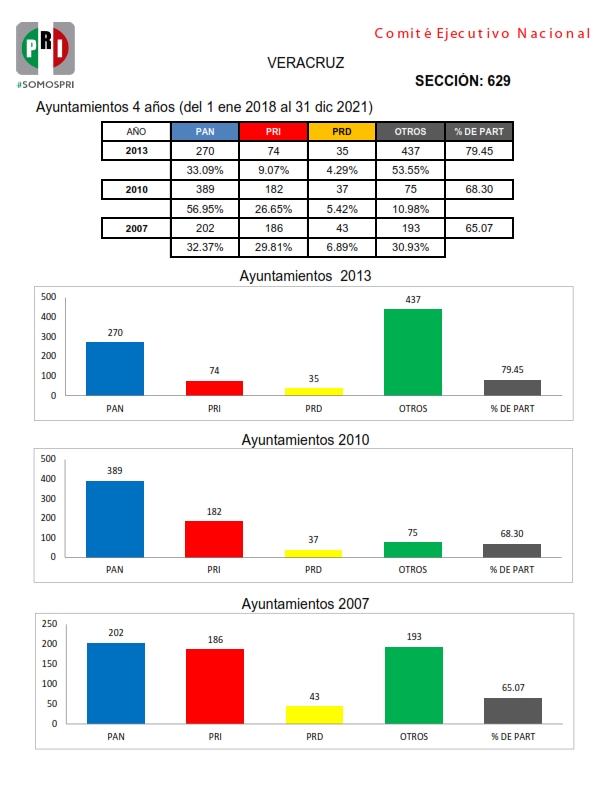 PRI
#SOMOSPRI
Comité Ejecutivo Nacional
VERACRUZ
SECCIÓN: 629
Ayuntamientos 4 años (del 1 ene 2018 al 31 dic 2021)
AÑO PAN PRI PRD OTROS % DE PART
2013 270 74 35 437 79.45
33.09% 9.07% 4.29% 53.55%
2010 389 182 37 75 68.30
56.95% 26.65% 5.42% 10.98%
2007 202 186 43 193 65.07
32.37% 29.81% 6.89% 30.93%
Ayuntamientos 2013
500
400
300
200
100
0
270 74 35 437 79.45
PAN PRI PRD OTROS % DE PART
Ayuntamientos 2010
500
400
300
200
100
0
389 182 37 75 68.30
PAN PRI PRD OTROS % DE PART
Ayuntamientos 2007
250
200
150
100
50
0
202 186 43 193 65.07
PAN PRI PRD OTROS % DE PART